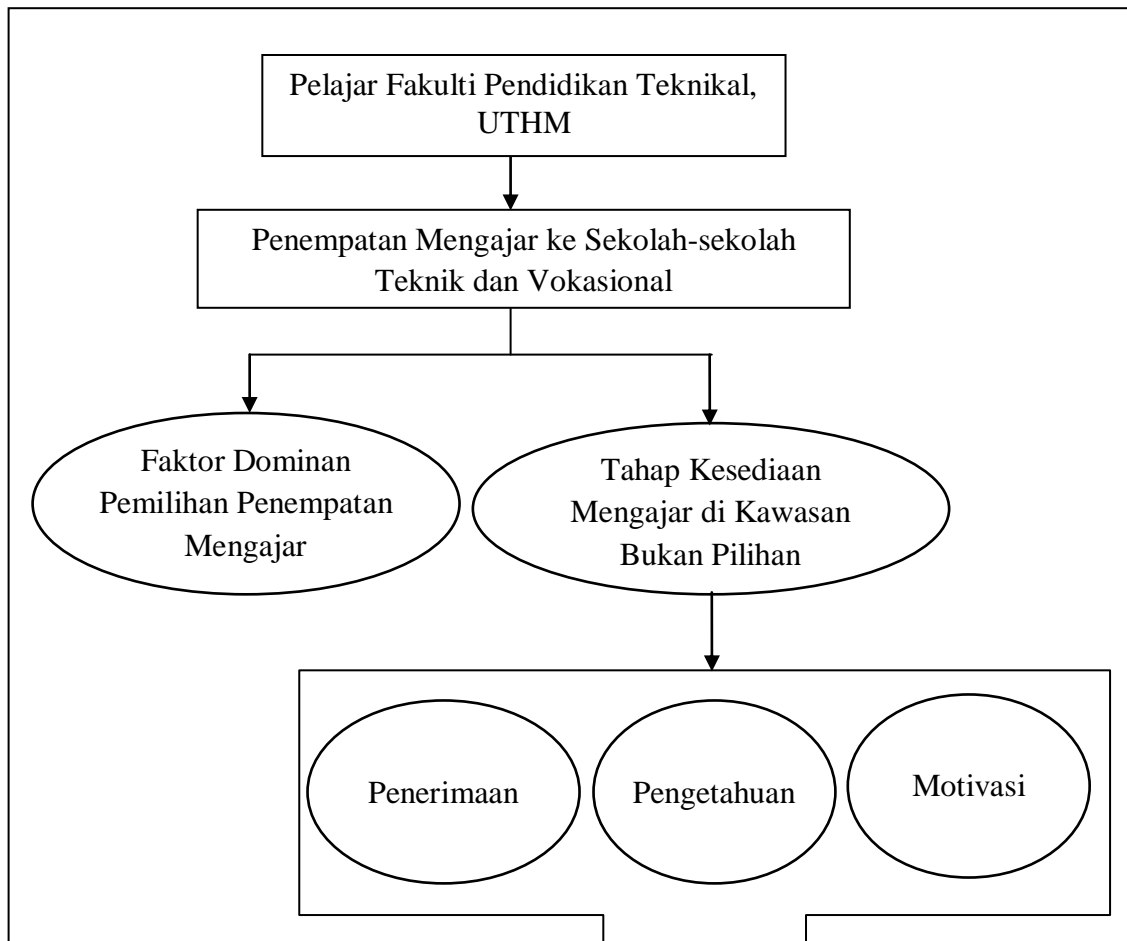 Pelajar Fakulti Pendidikan Teknikal,
UTHM
Penempatan Mengajar ke Sekolah-sekolah
Teknik dan Vokasional
Faktor Dominan
Pemilihan Penempatan
Mengajar
Tahap Kesediaan
Mengajar di Kawasan
Bukan Pilihan
Penerimaan
Pengetahuan
Motivasi